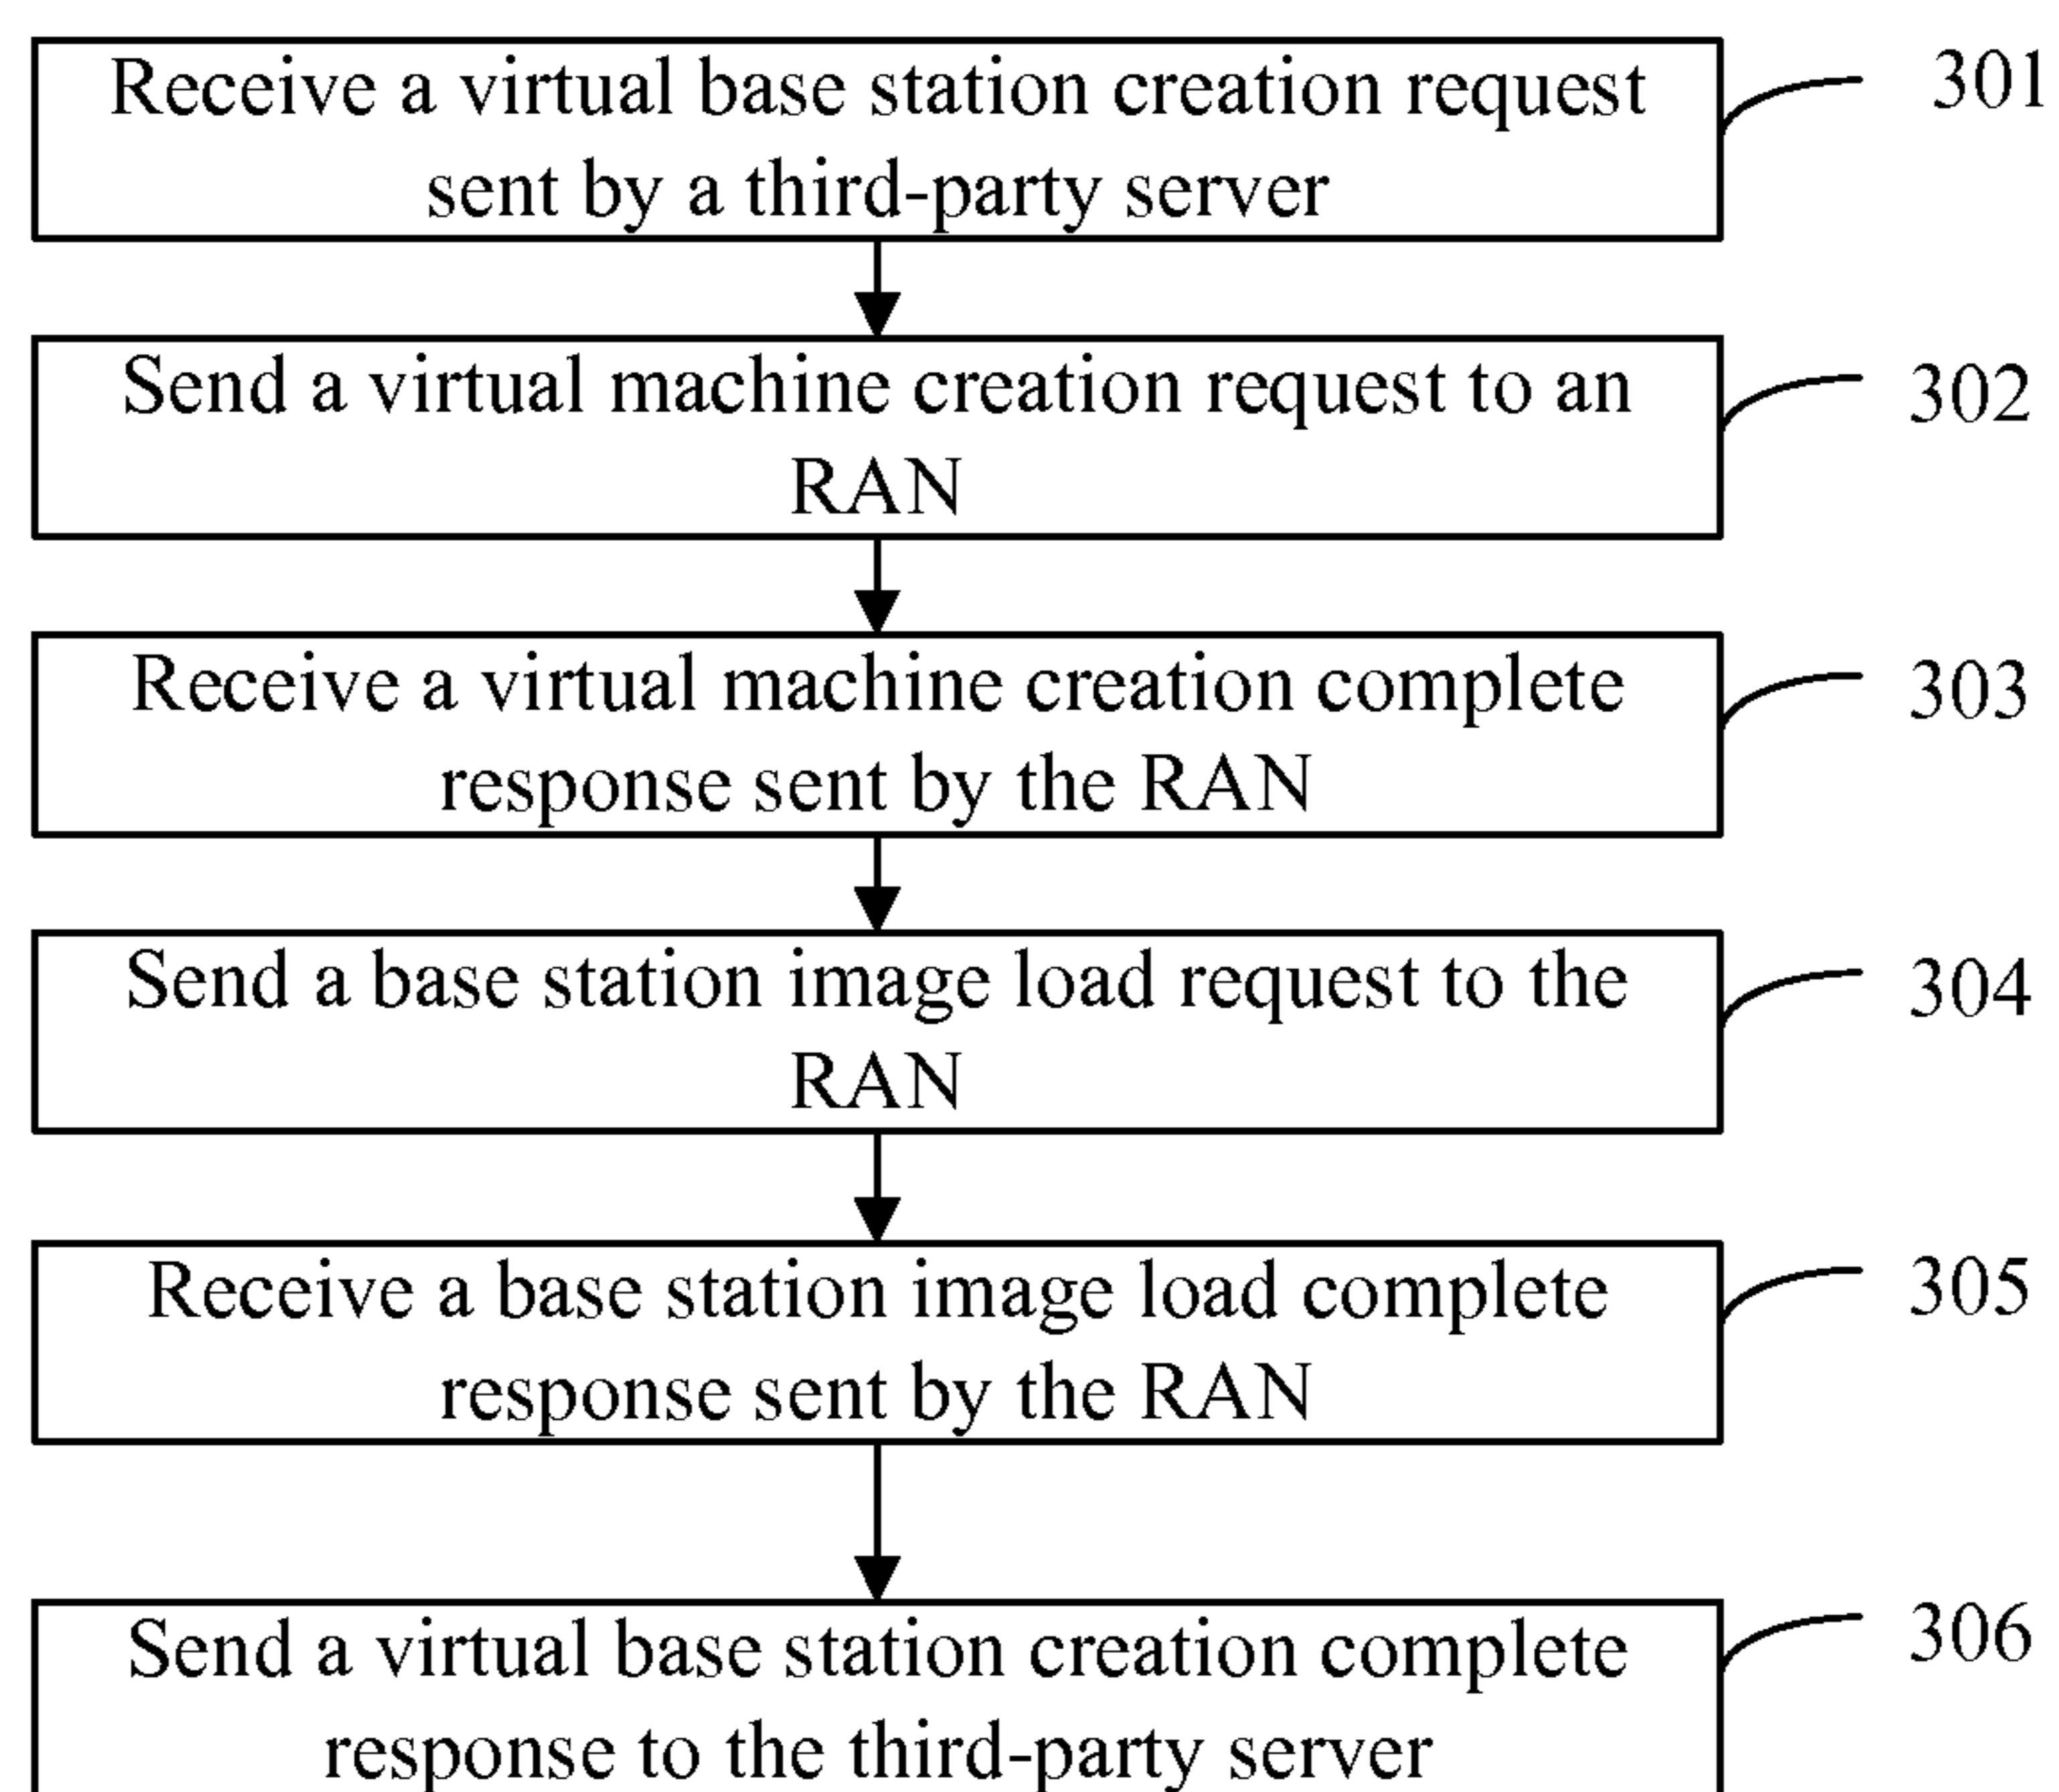 Receive a virtual base station creation request
sent by a third-party server
301
Send a virtual machine creation request to an
RAN
302
Receive a virtual machine creation complete
response sent by the RAN
303
Send a base station image load request to the
RAN
304
Receive a base station image load complete
response sent by the RAN
305
Send a virtual base station creation complete
response to the third-party server
306